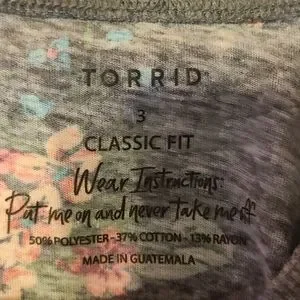 TORRID
3
CLASSIC FIT
Wear Instructions:
Put me on and never take me off
50% POLYESTER - 37% COTTON - 13% RAYON
MADE IN GUATEMALA